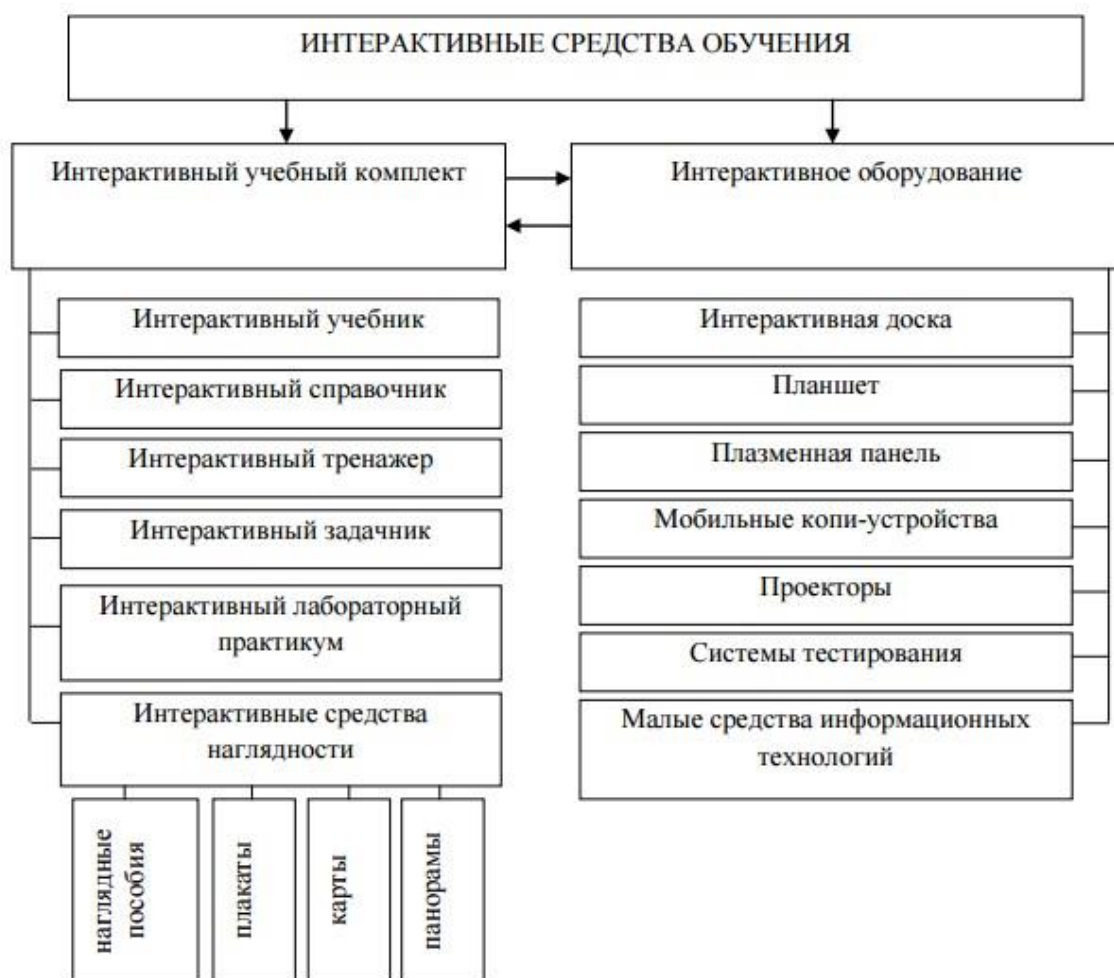 ИНТЕРАКТИВНЫЕ СРЕДСТВА ОБУЧЕНИЯ
Интерактивный учебный комплект
Интерактивное оборудование
Интерактивный учебник
Интерактивный справочник
Интерактивный тренажер
Интерактивный задачник
Интерактивный лабораторный
практикум
Интерактивные средства
наглядности
наглядные
пособия
плакаты
карты
панорамы
Интерактивная доска
Планшет
Плазменная панель
Мобильные копи-устройства
Проекторы
Системы тестирования
Малые средства информационных
технологий